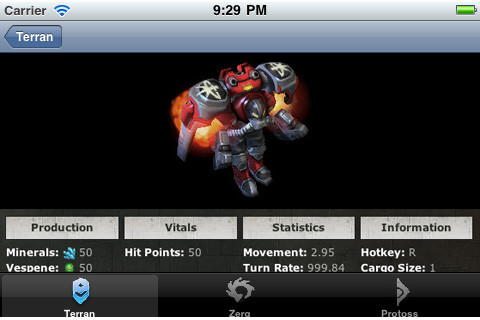 Carrier 9:29 PM
Terran
Production Vitals Statistics Information
Minerals: 50 Hit Points: 50 Movement: 2.95 Hotkey: R
Vespene: 50 Turn Rate: 999.84 Cargo Size: 1
Terran Zerg Protoss